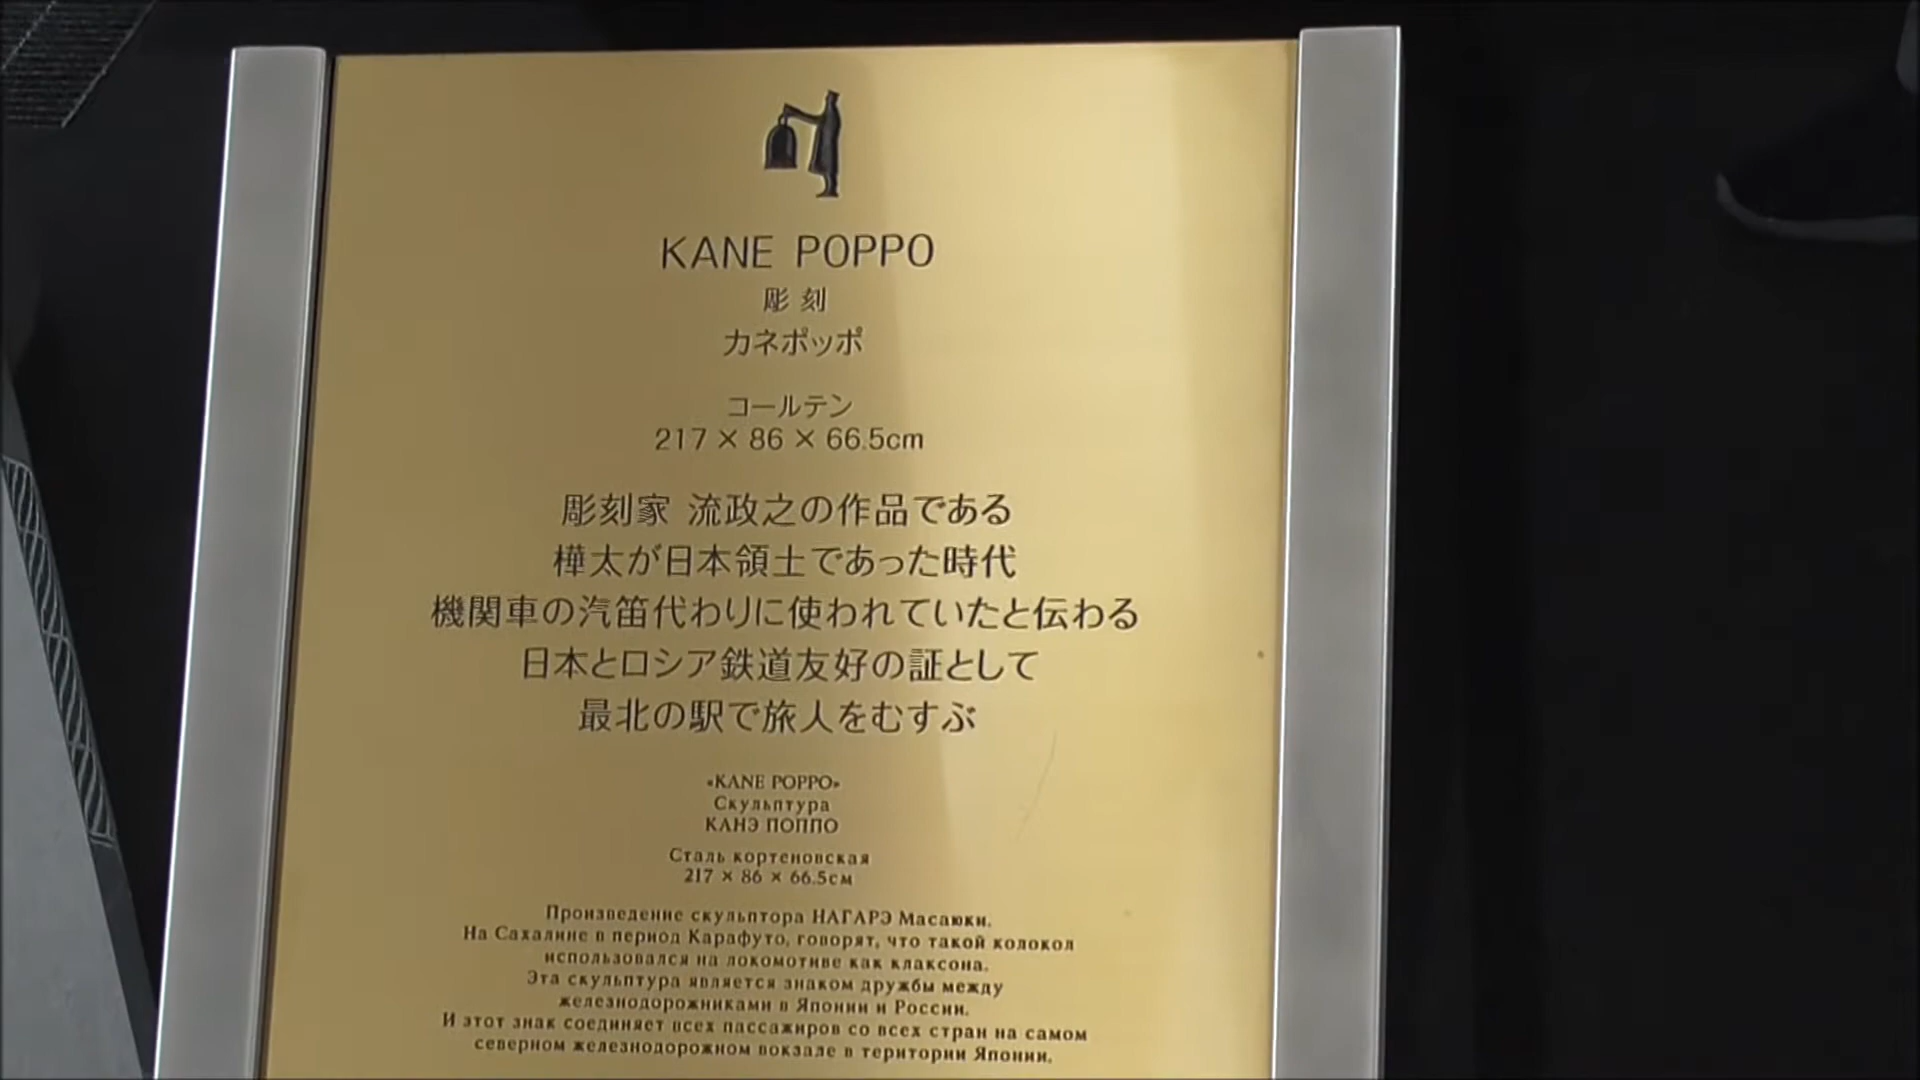 KANE POPPO
彫刻
カネポッポ
コールテン
217 × 86 × 66.5cm
彫刻家 流政之の作品である
樺太が日本領土であった時代
機関車の汽笛代わりに使われていたと伝わる
日本とロシア鉄道友好の証として
最北の駅で旅人をむすぶ
«KANE POPPO»
Скульптура
КАНЭ ПОППО
Сталь кортеновская
217 × 86 × 66.5см
Произведение скульптора НАГАРЭ Масаюки.
На Сахалине в период Карафуто, говорят, что такой колокол
использовался на локомотиве как клаксона.
Эта скульптура является знаком дружбы между
железнодорожниками в Японии и России.
И этот знак соединяет всех пассажиров со всех стран на самом
северном железнодорожном вокзале в територии Японии.